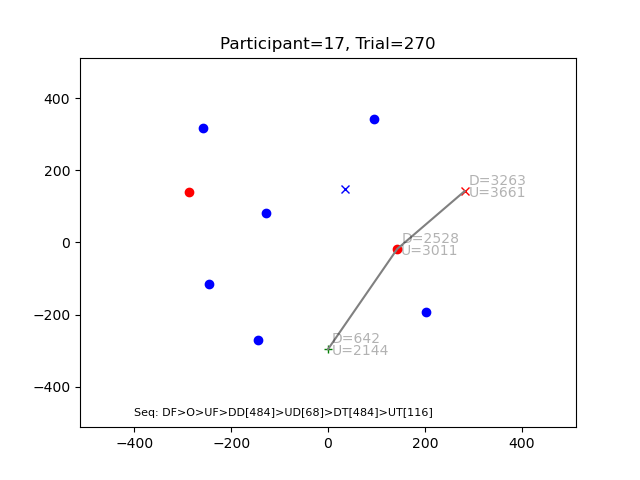 Participant=17, Trial=270
400
200
0
−200
−400
D=3263
U=3661
D=2528
U=3011
D=642
U=2144
Seq: DF>O>UF>DD[484]>UD[68]>DT[484]>UT[116]
−400
−200
0
200
400